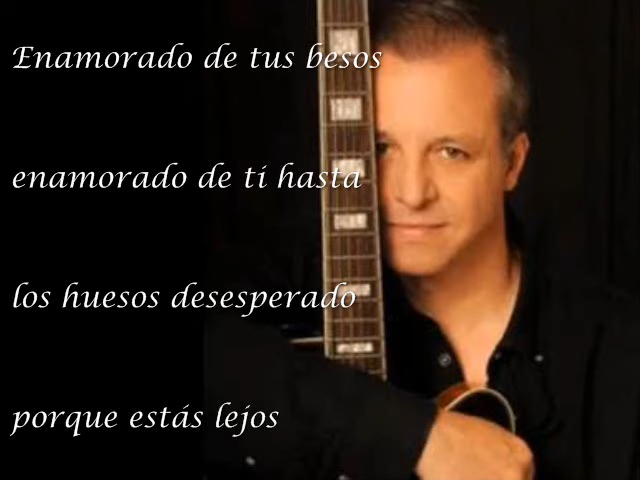 Enamorado de tus besos
enamorado de ti hasta
los huesos desesperado
porque estás lejos